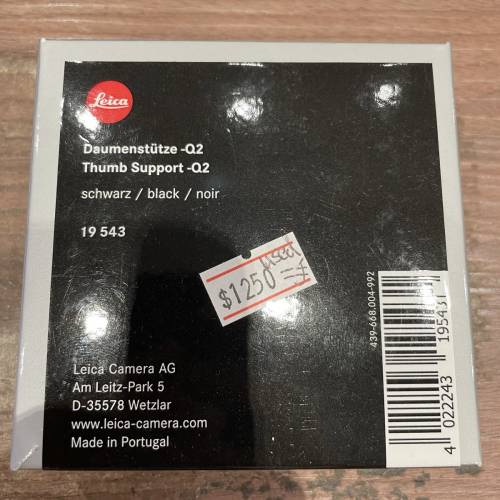 Leica
Daumenstütze -Q2
Thumb Support -Q2
schwarz / black / noir
19 543
used
$1250
Leica Camera AG
Am Leitz-Park 5
D-35578 Wetzlar
www.leica-camera.com
Made in Portugal
439-668.004-992
4 022243 195431